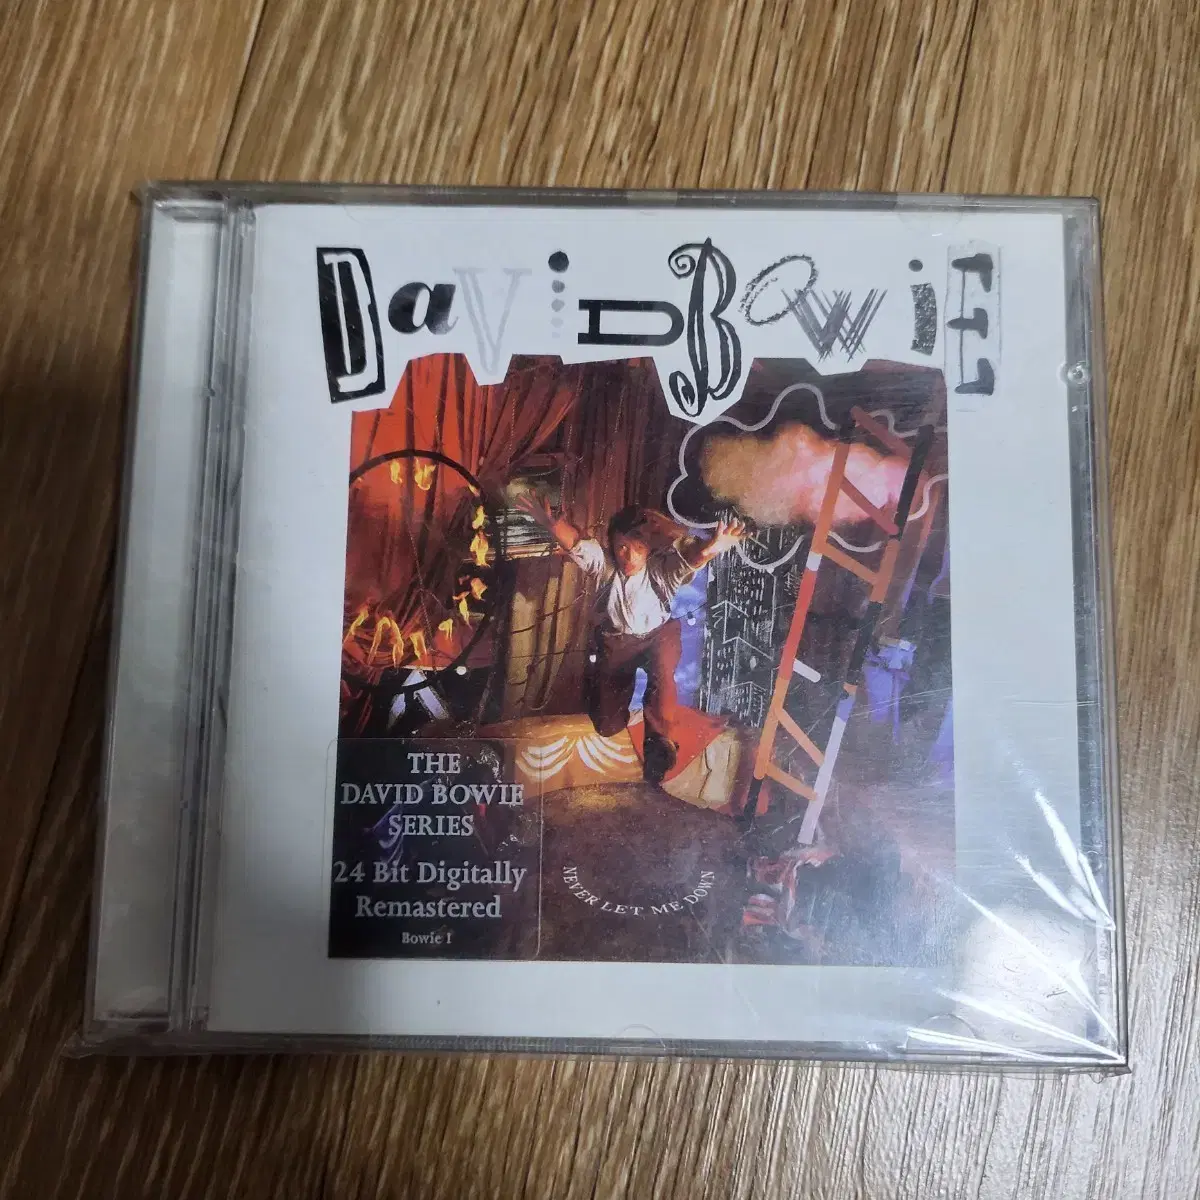 DaviD BowiE
THE
DAVID BOWIE
SERIES
24 Bit Digitally
Remastered
Bowie I
NEVER LET ME DOWN